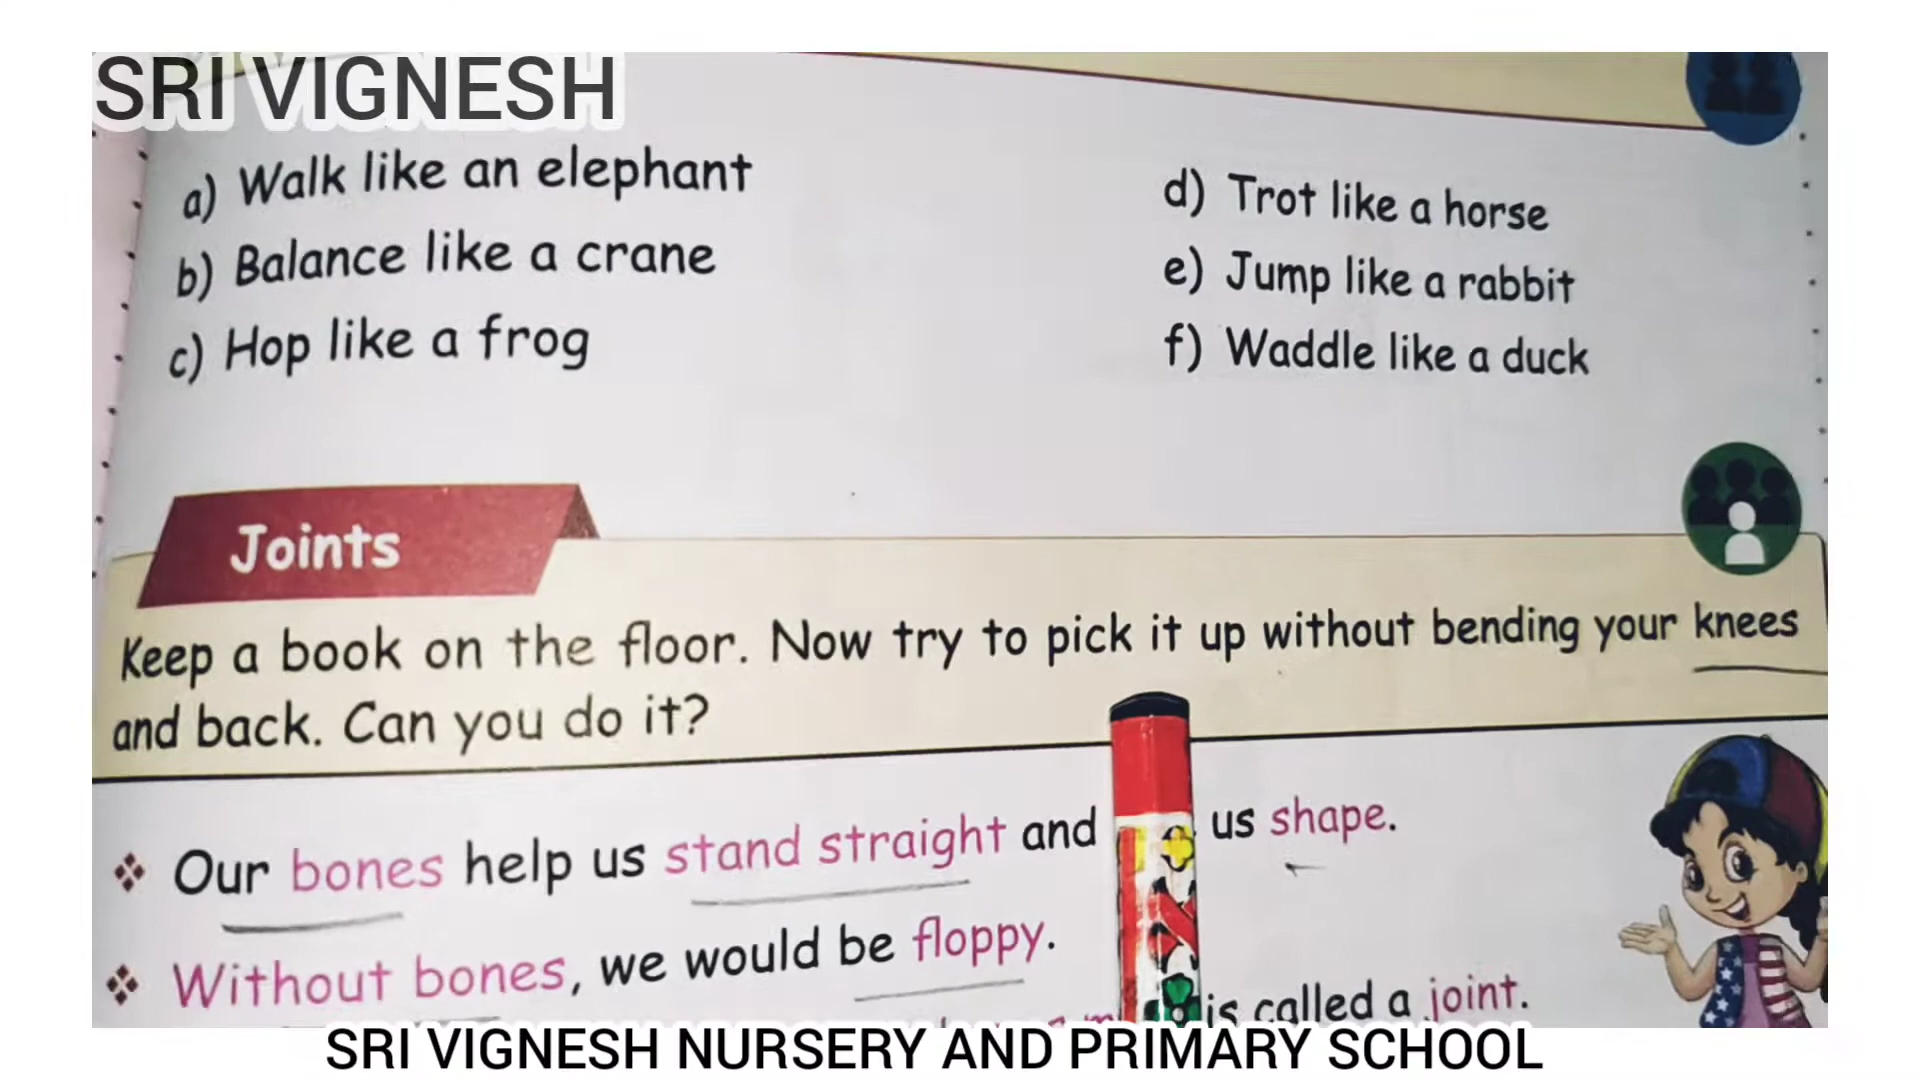 SRI VIGNESH
a) Walk like an elephant
b) Balance like a crane
c) Hop like a frog
d) Trot like a horse
e) Jump like a rabbit
f) Waddle like a duck
Joints
Keep a book on the floor. Now try to pick it up without bending your knees
and back. Can you do it?
Our bones help us stand straight and us shape.
Without bones, we would be floppy.
is called a joint.
SRI VIGNESH NURSERY AND PRIMARY SCHOOL